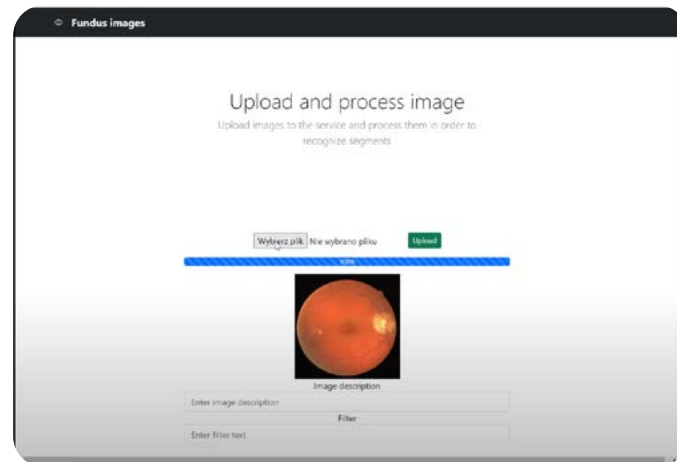 Fundus images
Upload and process image
Upload images to the service and process them in order to
recognize segments
Wybierz plik Nie wybrano pliku Upload
100%
Image description
Enter image description
Filter
Enter filter text